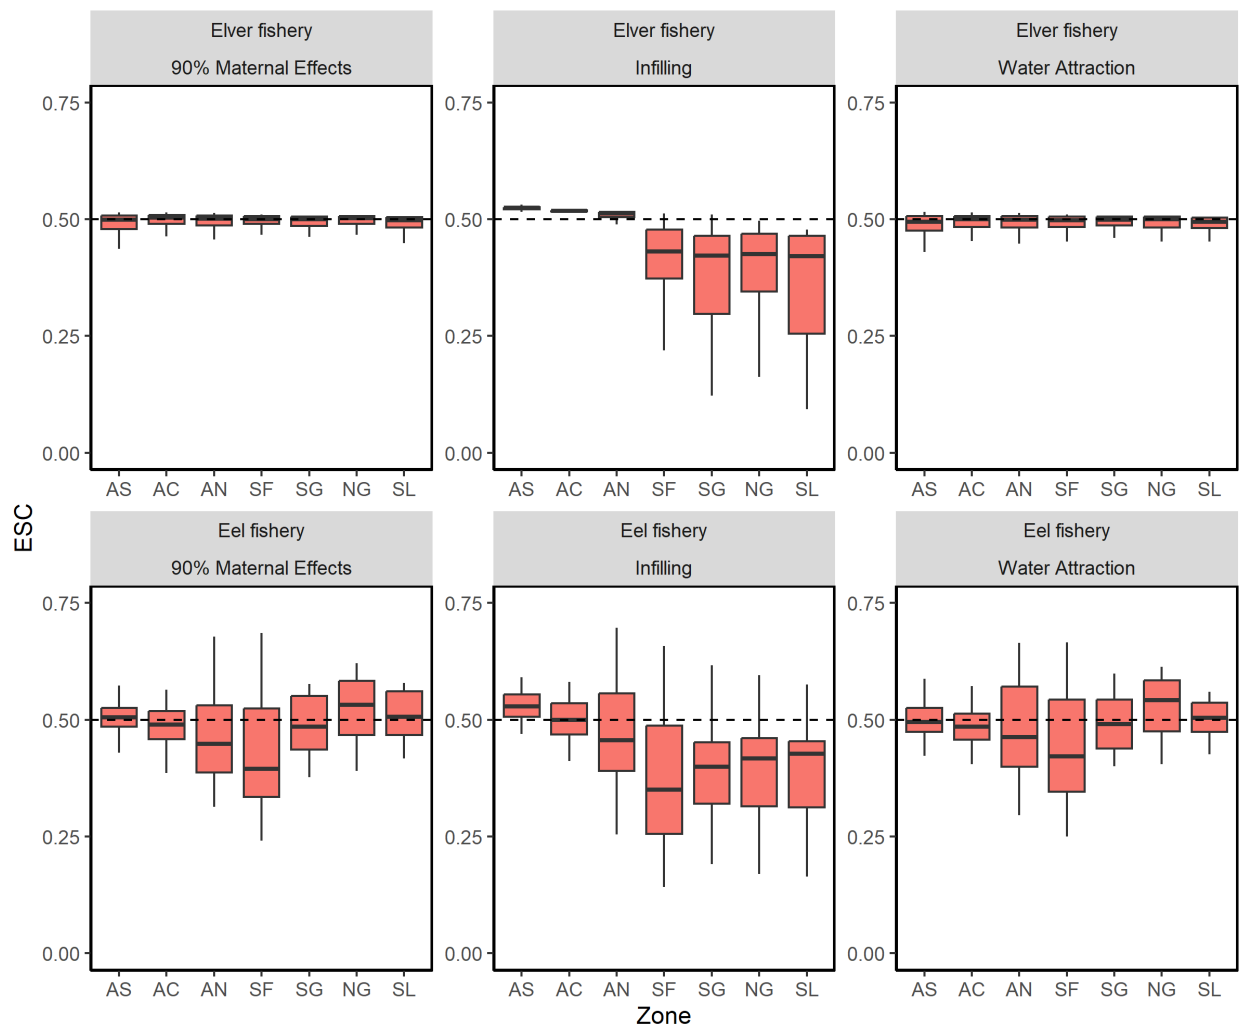 Elver fishery
90% Maternal Effects
Elver fishery
Infilling
Elver fishery
Water Attraction
0.75
0.50
0.25
0.00
AS AC AN SF SG NG SL
0.75
0.50
0.25
0.00
AS AC AN SF SG NG SL
0.75
0.50
0.25
0.00
AS AC AN SF SG NG SL
ESC
Eel fishery
90% Maternal Effects
Eel fishery
Infilling
Eel fishery
Water Attraction
0.75
0.50
0.25
0.00
AS AC AN SF SG NG SL
0.75
0.50
0.25
0.00
AS AC AN SF SG NG SL
0.75
0.50
0.25
0.00
AS AC AN SF SG NG SL
Zone